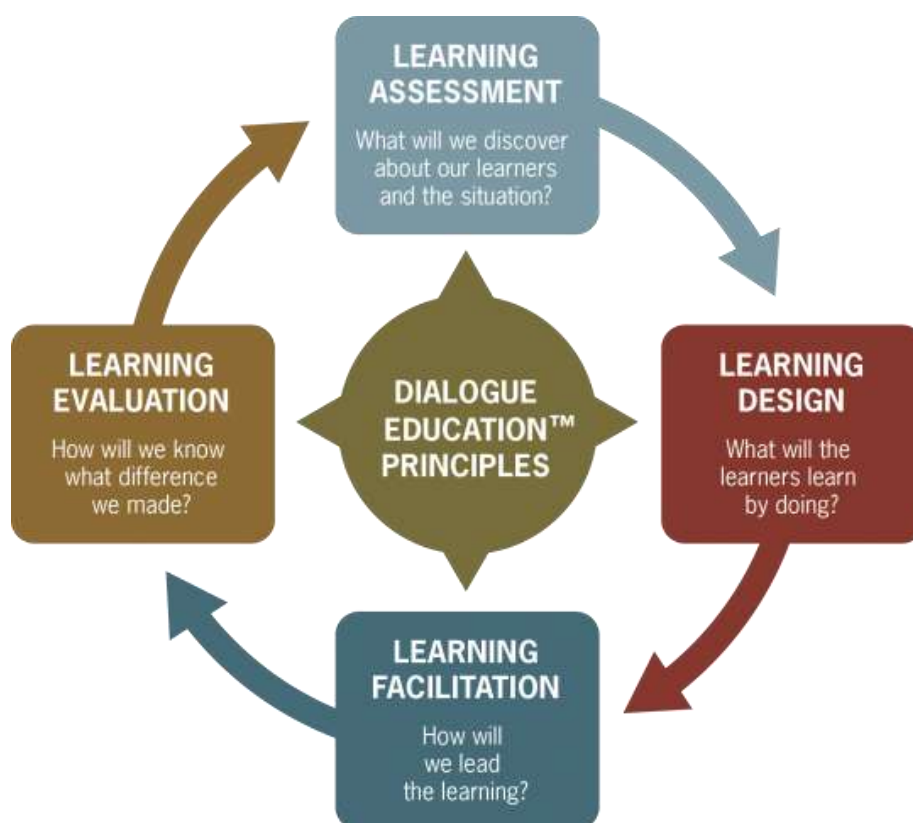 LEARNING
ASSESSMENT
What will we discover
about our learners
and the situation?
LEARNING
EVALUATION
How will we know
what difference
we made?
DIALOGUE
EDUCATION™
PRINCIPLES
LEARNING
DESIGN
What will the
learners learn
by doing?
LEARNING
FACILITATION
How will
we lead
the learning?